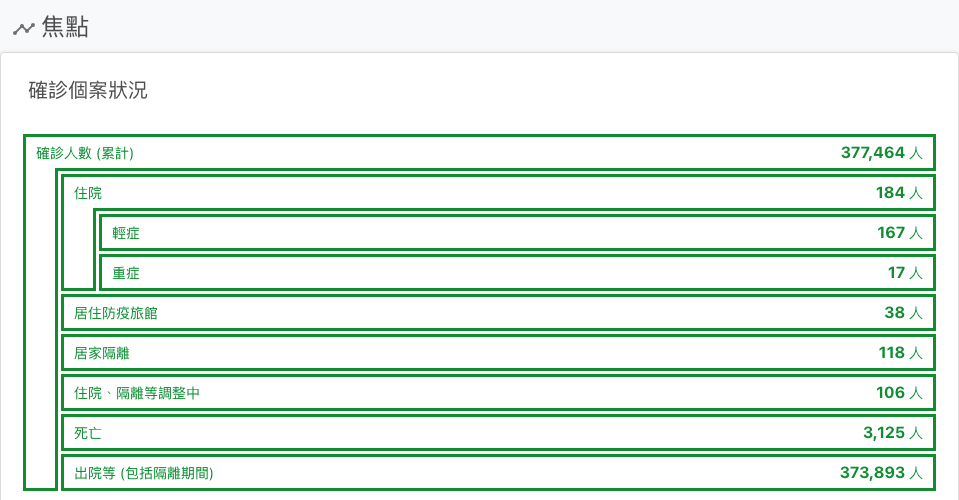 焦點
確診個案狀況
確診人數 (累計) 377,464 人
住院 184 人
輕症 167 人
重症 17 人
居住防疫旅館 38 人
居家隔離 118 人
住院、隔離等調整中 106 人
死亡 3,125 人
出院等 (包括隔離期間) 373,893 人